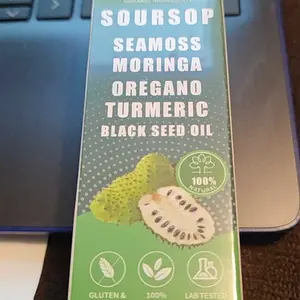 SOURSOP
SEAMOSS
MORINGA
OREGANO
TURMERIC
BLACK SEED OIL
100%
NATURAL
GLUTEN &
100%
LAB TESTED